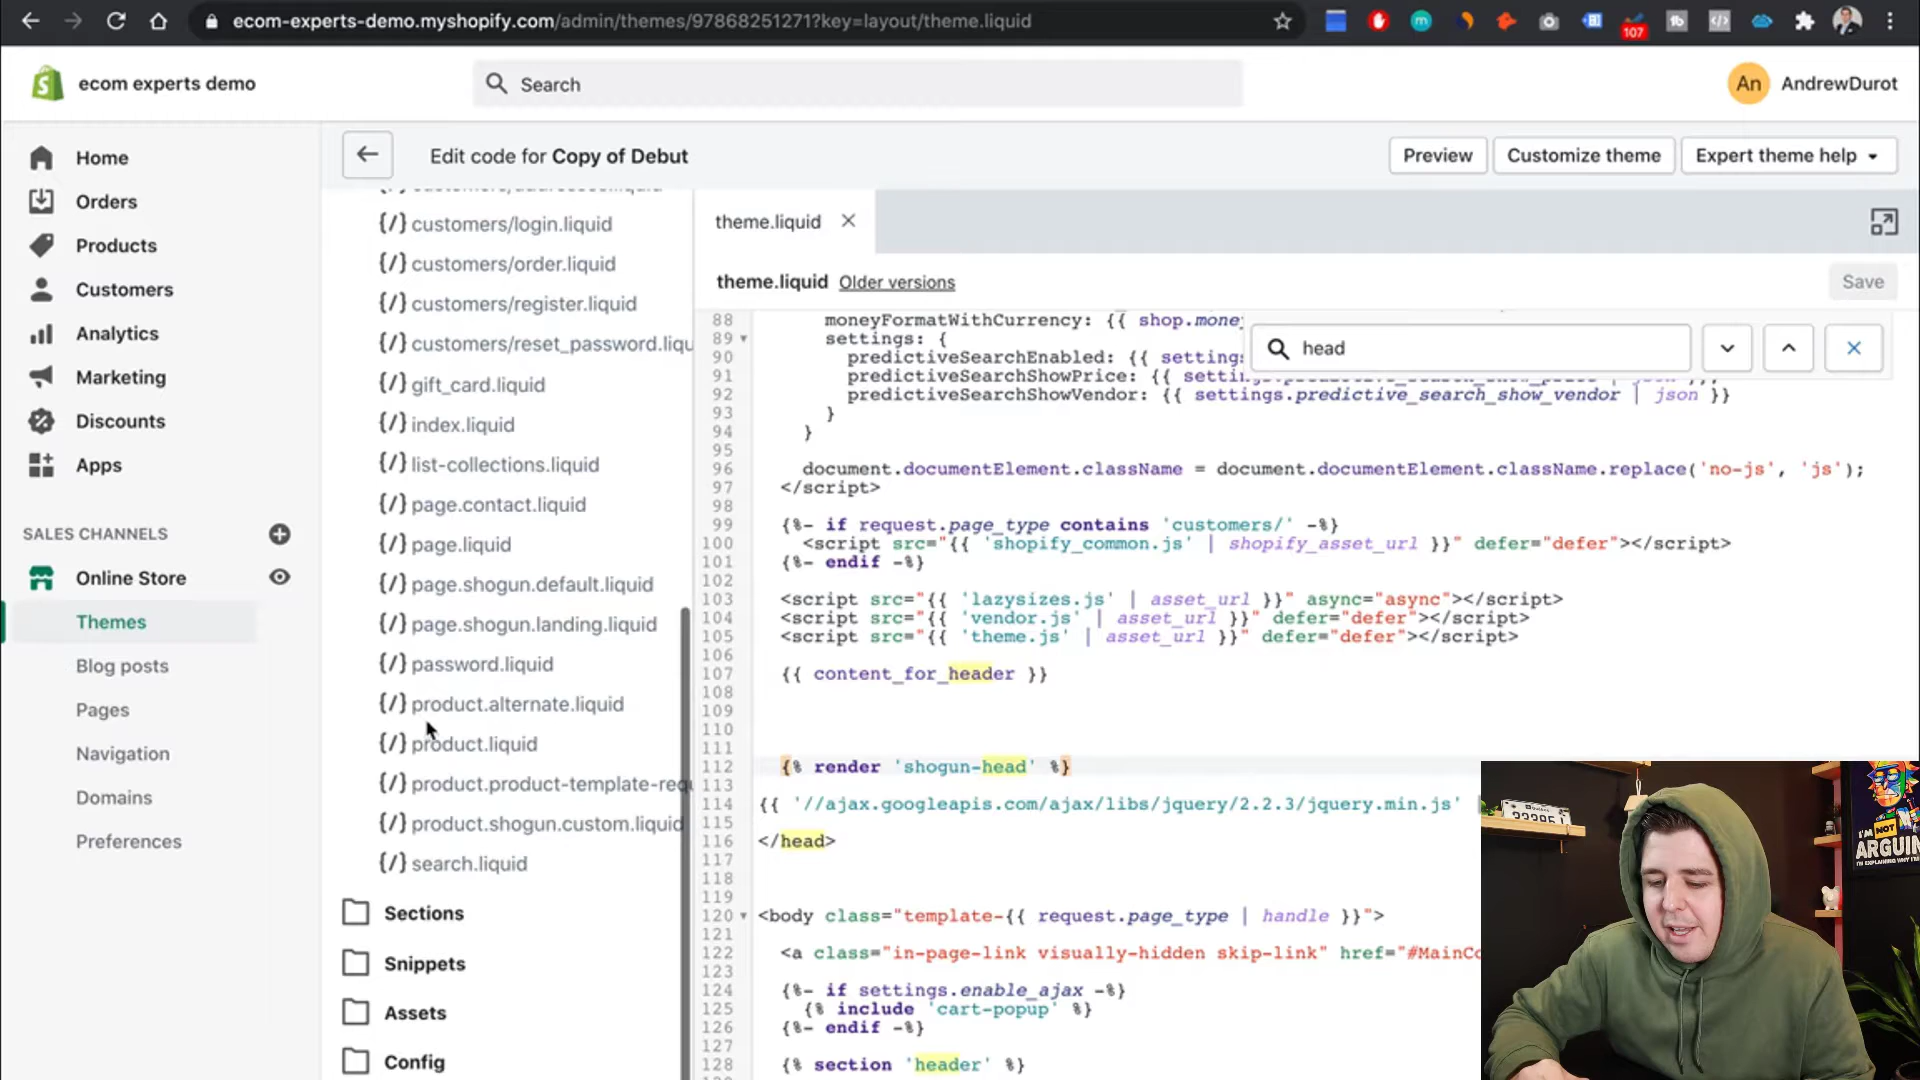 ecom-experts-demo.myshopify.com/admin/themes/97868251271?key=layout/theme.liquid
107
ecom experts demo
Search
An
AndrewDurot
Home
Orders
Products
Customers
Analytics
Marketing
Discounts
Apps
SALES CHANNELS
Online Store
Themes
Blog posts
Pages
Navigation
Domains
Preferences
Edit code for Copy of Debut
Preview
Customize theme
Expert theme help
{/} customers/addresses.liquid
{/} customers/login.liquid
{/} customers/order.liquid
{/} customers/register.liquid
{/} customers/reset_password.liqu
{/} gift_card.liquid
{/} index.liquid
{/} list-collections.liquid
{/} page.contact.liquid
{/} page.liquid
{/} page.shogun.default.liquid
{/} page.shogun.landing.liquid
{/} password.liquid
{/} product.alternate.liquid
{/} product.liquid
{/} product.product-template-req
{/} product.shogun.custom.liquid
{/} search.liquid
Sections
Snippets
Assets
Config
theme.liquid
theme.liquid Older versions
Save
head
88 moneyFormatWithCurrency: {{ shop.mone
89 settings: {
90 predictiveSearchEnabled: {{ settings
91 predictiveSearchShowPrice: {{ setti
92 predictiveSearchShowVendor: {{ settings.predictive_search_show_vendor | json }}
93 }
94 }
95
96 document.documentElement.className = document.documentElement.className.replace('no-js', 'js');
97 </script>
98
99 {%- if request.page_type contains 'customers/' -%}
100 <script src="{{ 'shopify_common.js' | shopify_asset_url }}" defer="defer"></script>
101 {%- endif -%}
102
103 <script src="{{ 'lazysizes.js' | asset_url }}" async="async"></script>
104 <script src="{{ 'vendor.js' | asset_url }}" defer="defer"></script>
105 <script src="{{ 'theme.js' | asset_url }}" defer="defer"></script>
106
107 {{ content_for_header }}
108
109
110
111
112 {% render 'shogun-head' %}
113
114 {{ '//ajax.googleapis.com/ajax/libs/jquery/2.2.3/jquery.min.js'
115
116 </head>
117
118
119
120 <body class="template-{{ request.page_type | handle }}">
121
122 <a class="in-page-link visually-hidden skip-link" href="#MainCo
123
124 {%- if settings.enable_ajax -%}
125 {% include 'cart-popup' %}
126 {%- endif -%}
127
128 {% section 'header' %}
I'M NOT
ARGUIN